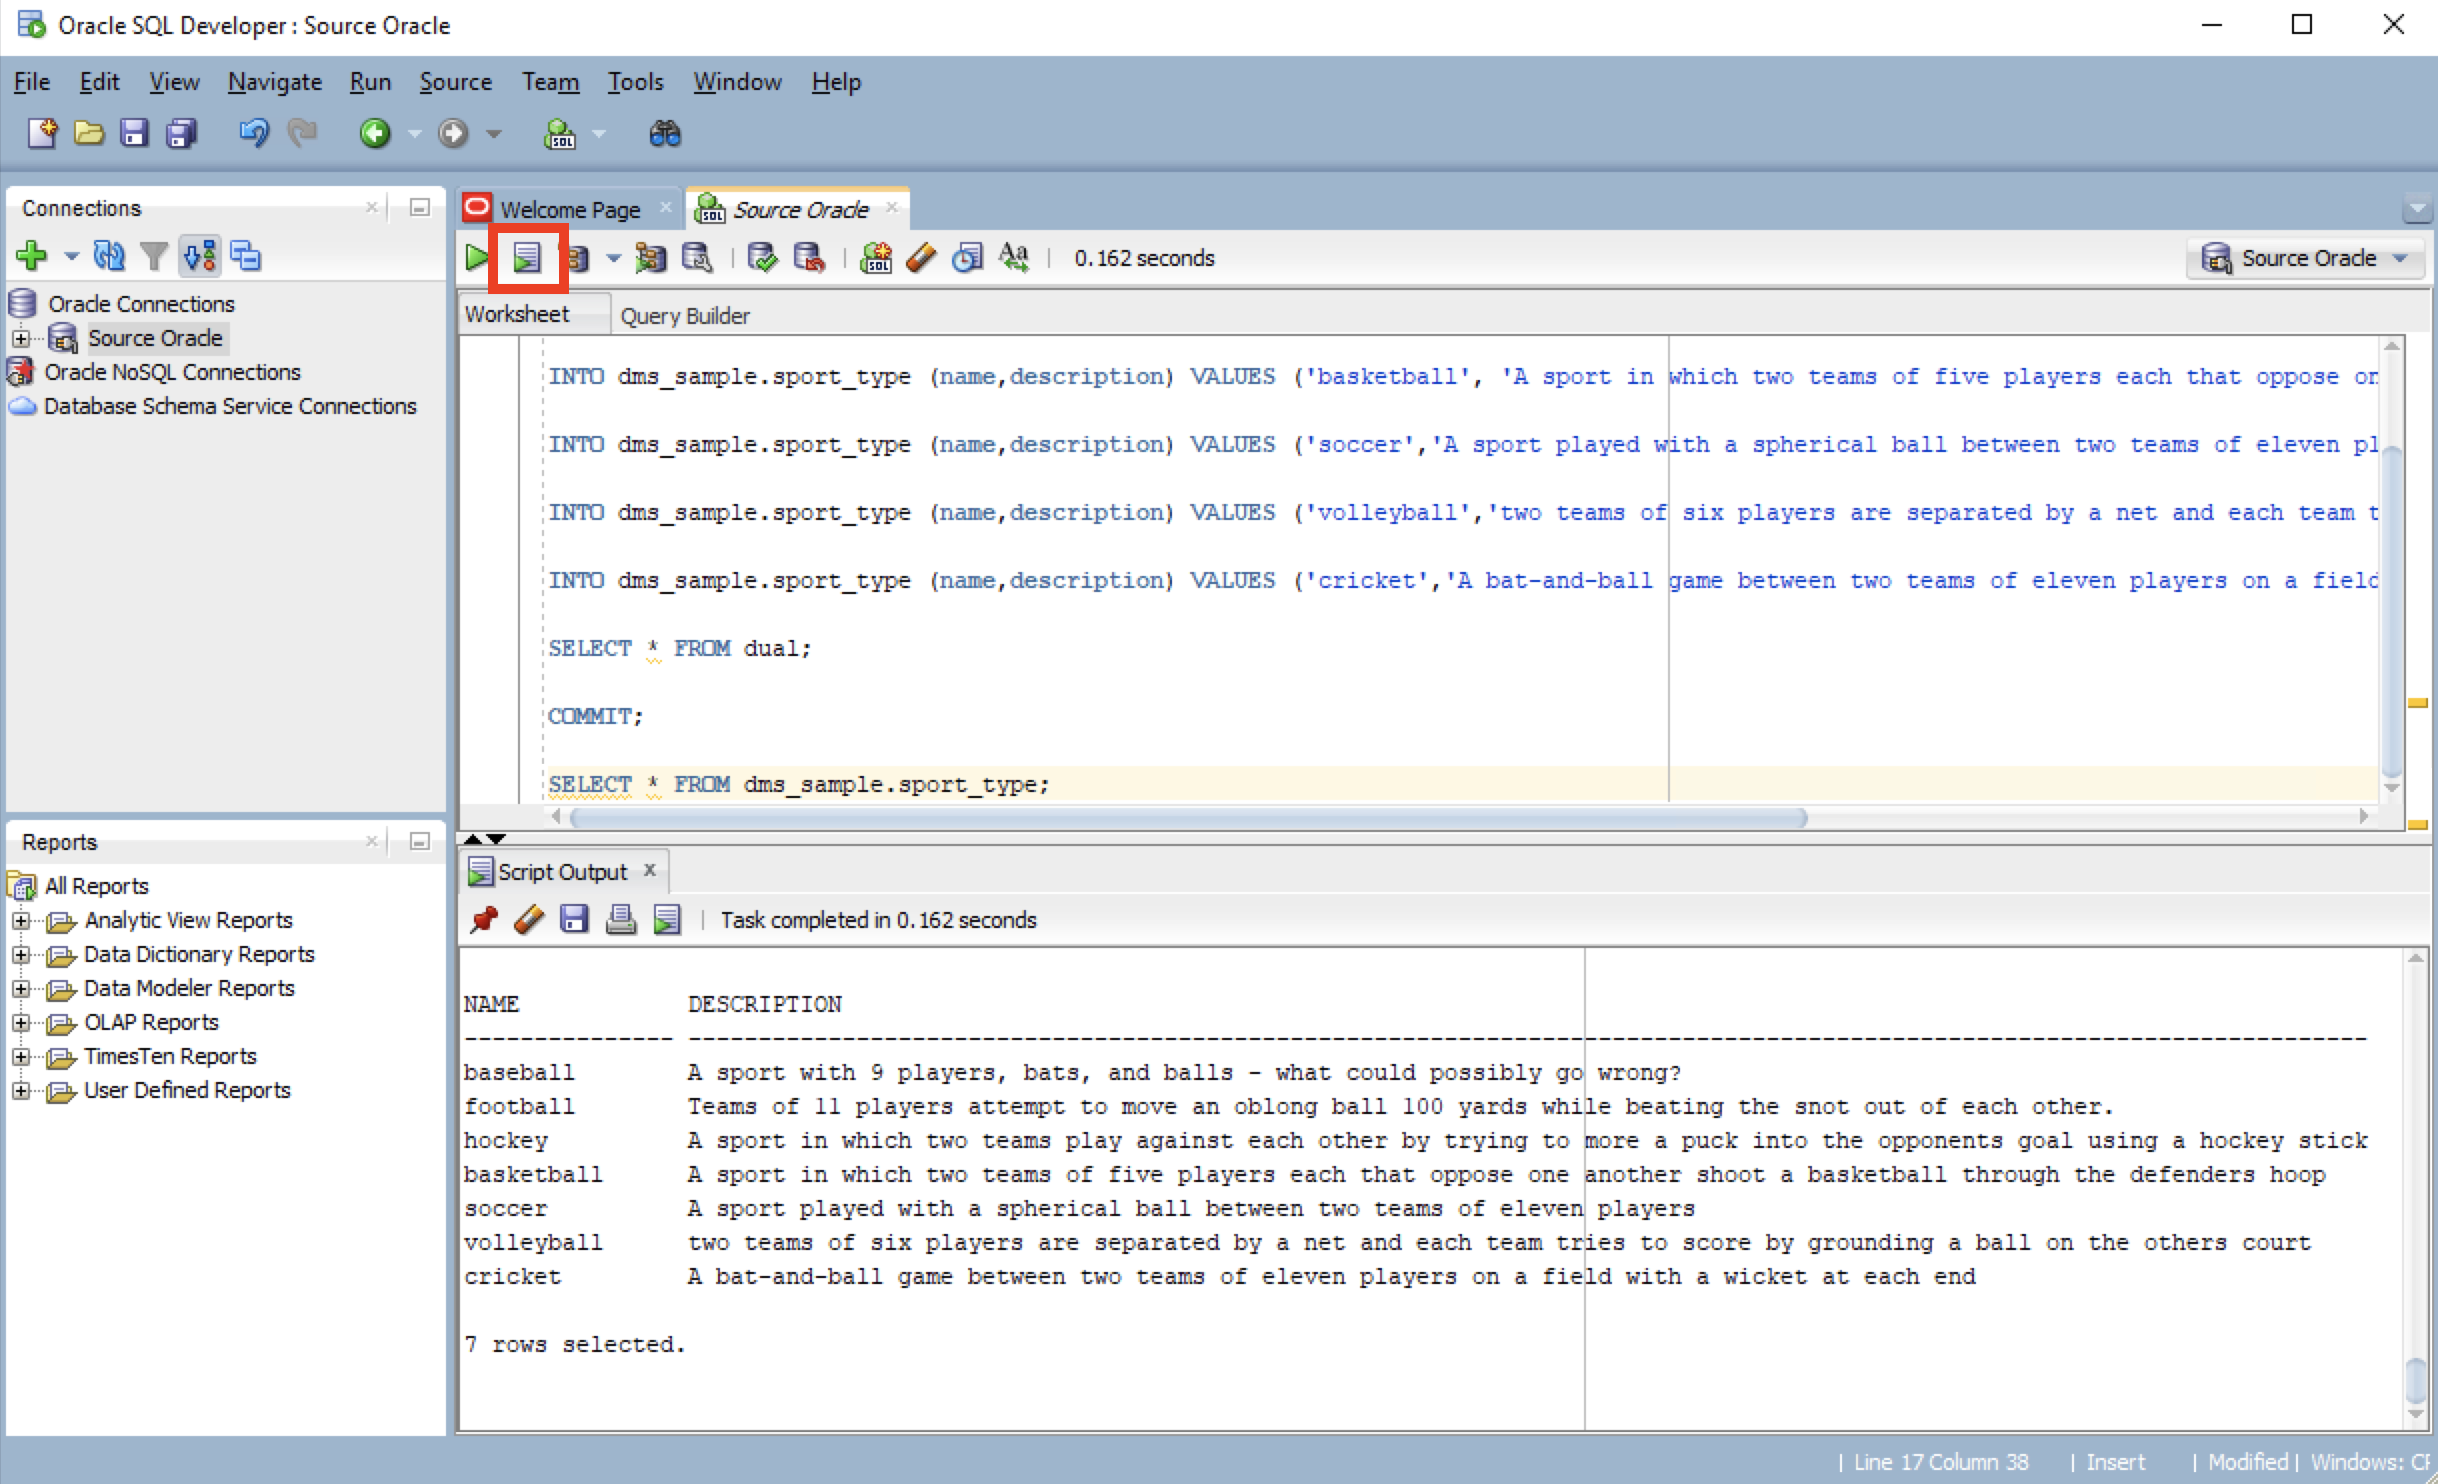 Oracle SQL Developer : Source Oracle
File Edit View Navigate Run Source Team Tools Window Help
Connections
Oracle Connections
Source Oracle
Oracle NoSQL Connections
Database Schema Service Connections
Reports
All Reports
Analytic View Reports
Data Dictionary Reports
Data Modeler Reports
OLAP Reports
TimesTen Reports
User Defined Reports
Welcome Page
Source Oracle
0.162 seconds
Source Oracle
Worksheet Query Builder
INTO dms_sample.sport_type (name,description) VALUES ('basketball', 'A sport in which two teams of five players each that oppose on
INTO dms_sample.sport_type (name,description) VALUES ('soccer','A sport played with a spherical ball between two teams of eleven pl
INTO dms_sample.sport_type (name,description) VALUES ('volleyball','two teams of six players are separated by a net and each team t
INTO dms_sample.sport_type (name,description) VALUES ('cricket','A bat-and-ball game between two teams of eleven players on a field
SELECT * FROM dual;
COMMIT;
SELECT * FROM dms_sample.sport_type;
Script Output
Task completed in 0.162 seconds
NAME DESCRIPTION
--------------- ------------------------------------------------------------------------------------------------------------------------
baseball A sport with 9 players, bats, and balls - what could possibly go wrong?
football Teams of 11 players attempt to move an oblong ball 100 yards while beating the snot out of each other.
hockey A sport in which two teams play against each other by trying to more a puck into the opponents goal using a hockey stick
basketball A sport in which two teams of five players each that oppose one another shoot a basketball through the defenders hoop
soccer A sport played with a spherical ball between two teams of eleven players
volleyball two teams of six players are separated by a net and each team tries to score by grounding a ball on the others court
cricket A bat-and-ball game between two teams of eleven players on a field with a wicket at each end
7 rows selected.
| Line 17 Column 38 | Insert | Modified | Windows: CF